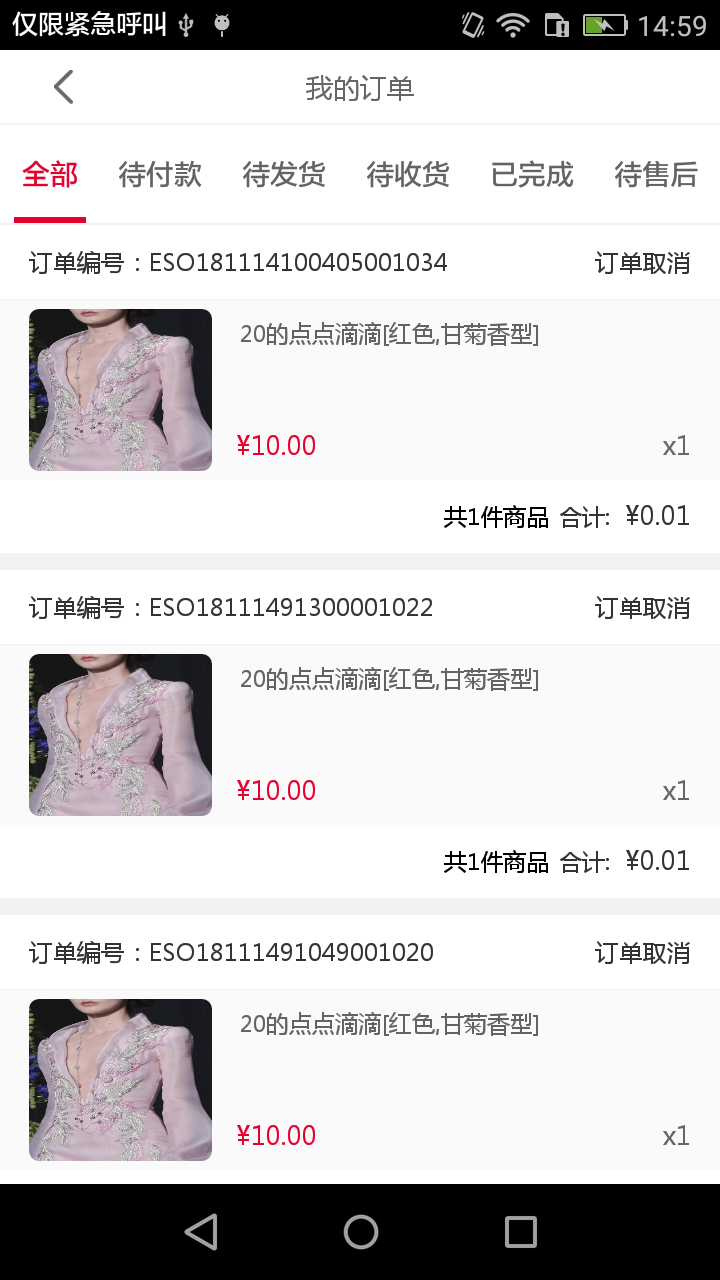 仅限紧急呼叫 14:59
我的订单
全部 待付款 待发货 待收货 已完成 待售后
订单编号：ESO181114100405001034 订单取消
20的点点滴滴[红色,甘菊香型]
¥10.00 x1
共1件商品 合计: ¥0.01
订单编号：ESO18111491300001022 订单取消
20的点点滴滴[红色,甘菊香型]
¥10.00 x1
共1件商品 合计: ¥0.01
订单编号：ESO18111491049001020 订单取消
20的点点滴滴[红色,甘菊香型]
¥10.00 x1